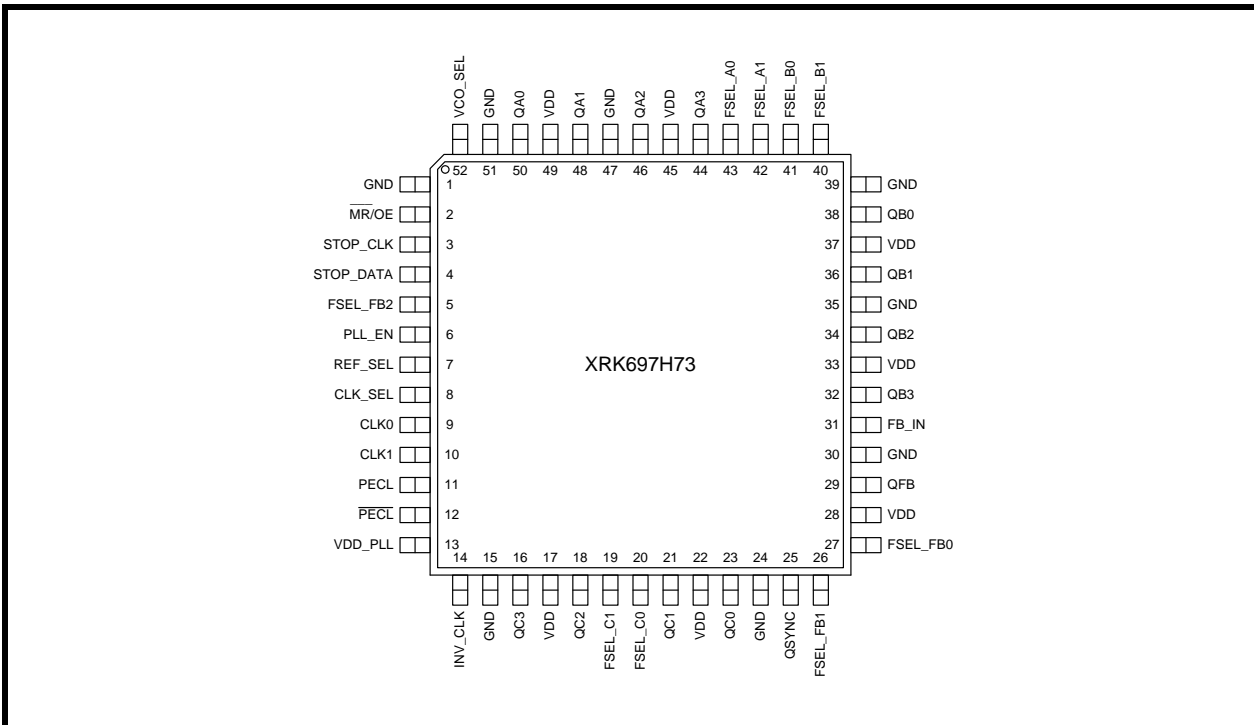 VCO_SEL
GND
QA0
VDD
QA1
GND
QA2
VDD
QA3
FSEL_A0
FSEL_A1
FSEL_B0
FSEL_B1
52 51 50 49 48 47 46 45 44 43 42 41 40
GND 1 39 GND
MR/OE 2 38 QB0
STOP_CLK 3 37 VDD
STOP_DATA 4 36 QB1
FSEL_FB2 5 35 GND
PLL_EN 6 34 QB2
REF_SEL 7 XRK697H73 33 VDD
CLK_SEL 8 32 QB3
CLK0 9 31 FB_IN
CLK1 10 30 GND
PECL 11 29 QFB
PECL 12 28 VDD
VDD_PLL 13 27 FSEL_FB0
14 15 16 17 18 19 20 21 22 23 24 25 26
INV_CLK
GND
QC3
VDD
QC2
FSEL_C1
FSEL_C0
QC1
VDD
QC0
GND
QSYNC
FSEL_FB1